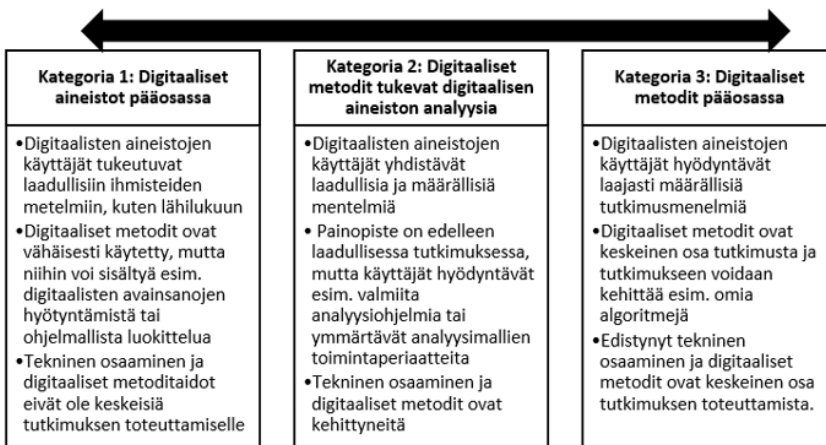 Kategoria 1: Digitaaliset
aineistot pääosassa
•Digitaalisten aineistojen
käyttäjät tukeutuvat
laadullisiin ihmisteiden
metelmiin, kuten lähilukuun
•Digitaaliset metodit ovat
vähäisesti käytetty, mutta
niihin voi sisältyä esim.
digitaalisten avainsanojen
hyötyntämistä tai
ohjelmallista luokittelua
•Tekninen osaaminen ja
digitaaliset metoditaidot
eivät ole keskeisiä
tutkimuksen toteuttamiselle
Kategoria 2: Digitaaliset
metodit tukevat digitaalisen
aineiston analyysia
•Digitaalisten aineistojen
käyttäjät yhdistävät
laadullisia ja määrällisiä
mentelmiä
• Painopiste on edelleen
laadullisessa tutkimuksessa,
mutta käyttäjät hyödyntävät
esim. valmiita
analyysiohjelmia tai
ymmärtävät analyysimallien
toimintaperiaatteita
•Tekninen osaaminen ja
digitaaliset metodit ovat
kehittyneitä
Kategoria 3: Digitaaliset
metodit pääosassa
•Digitaalisten aineistojen
käyttäjät hyödyntävät
laajasti määrällisiä
tutkimusmenelmiä
•Digitaaliset metodit ovat
keskeinen osa tutkimusta ja
tutkimukseen voidaan
kehittää esim. omia
algoritmejä
•Edistynyt tekninen
osaaminen ja digitaaliset
metodit ovat keskeinen osa
tutkimuksen toteuttamista.